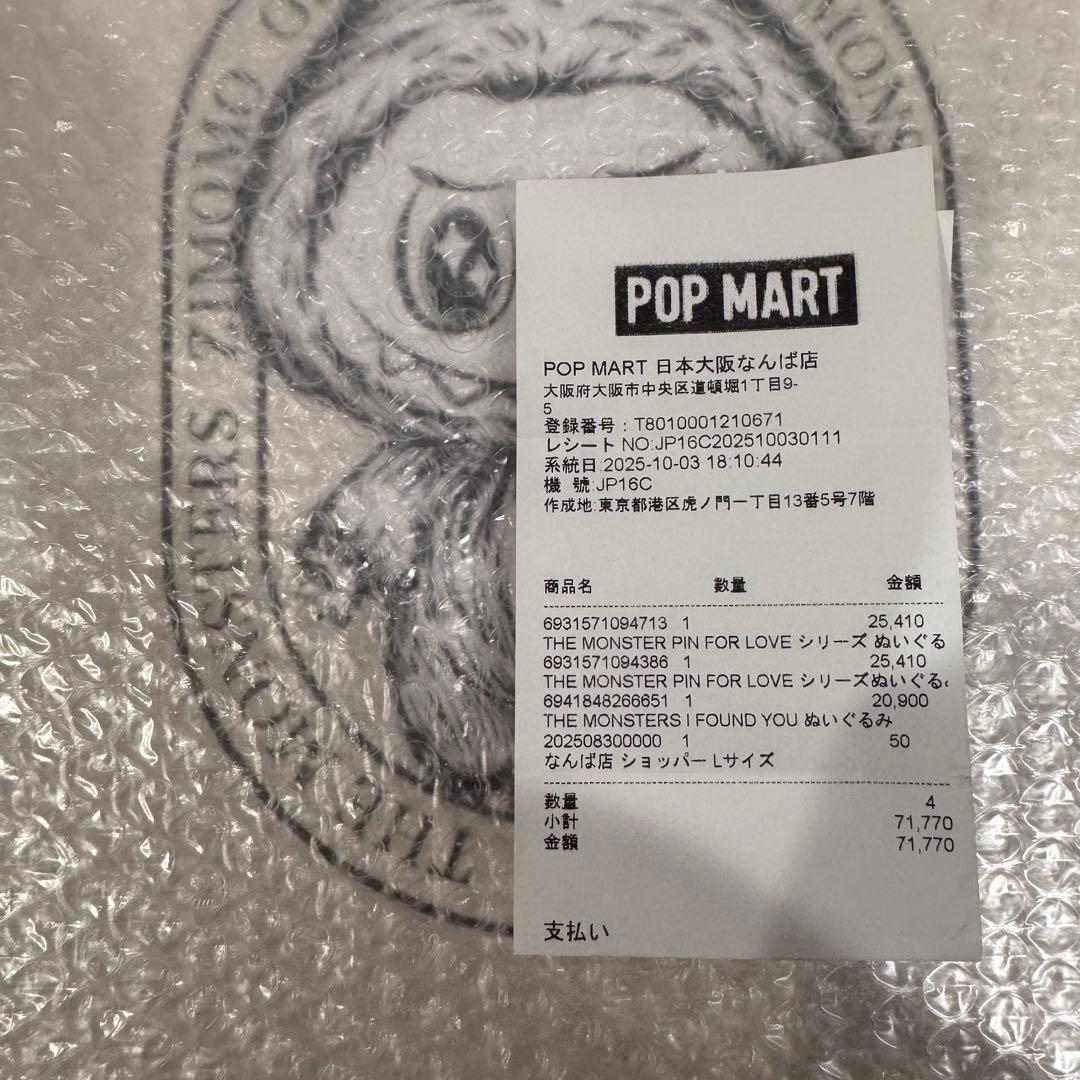 THE MONSTERS ZIMOMO
MON
POP MART
POP MART 日本大阪なんば店
大阪府大阪市中央区道頓堀1丁目9-
5
登録番号：T8010001210671
レシート NO:JP16C202510030111
系統日:2025-10-03 18:10:44
機 號:JP16C
作成地:東京都港区虎ノ門一丁目13番5号7階
商品名 数量 金額
6931571094713 1 25,410
THE MONSTER PIN FOR LOVE シリーズ ぬいぐる
6931571094386 1 25,410
THE MONSTER PIN FOR LOVE シリーズぬいぐる
6941848266651 1 20,900
THE MONSTERS I FOUND YOU ぬいぐるみ
202508300000 1 50
なんば店 ショッパー Lサイズ
数量 4
小計 71,770
金額 71,770
支払い